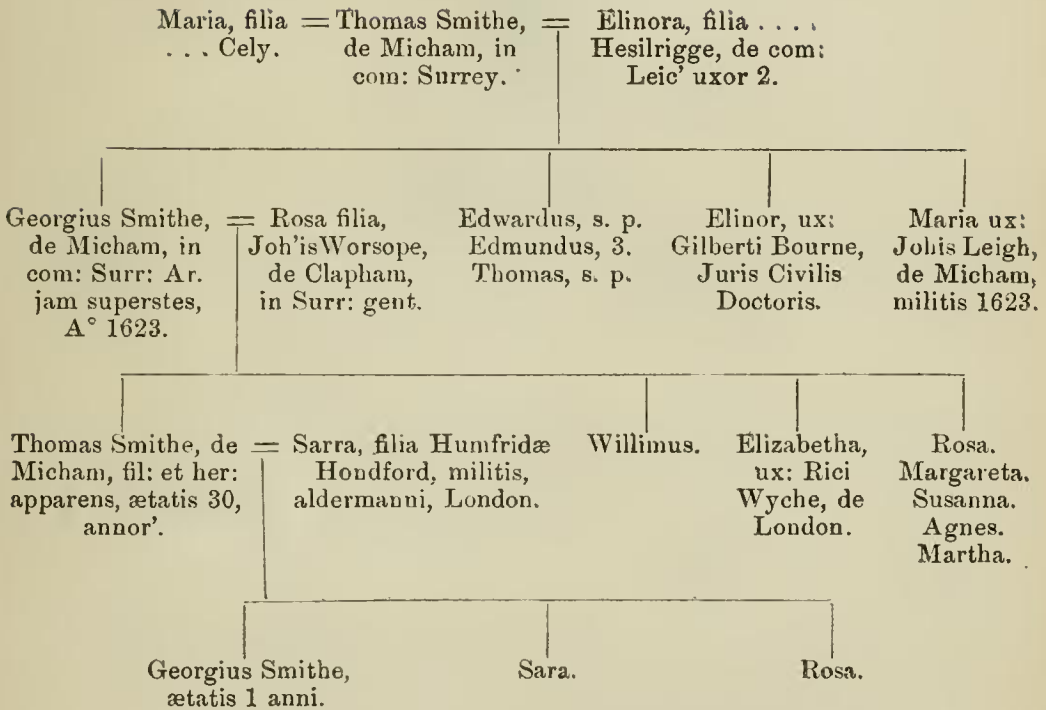 Maria, filia
. . . Cely.
=
Thomas Smithe,
de Micham, in
com: Surrey.
=
Elinora, filia . . . .
Hesilrigge, de com:
Leic' uxor 2.
Georgius Smithe,
de Micham, in
com: Surr: Ar.
jam superstes,
A° 1623.
=
Rosa filia,
Joh'is Worsope,
de Clapham,
in Surr: gent.
Edwardus, s. p.
Edmundus, 3.
Thomas, s. p.
Elinor, ux:
Gilberti Bourne,
Juris Civilis
Doctoris.
Maria ux:
Johis Leigh,
de Micham,
militis 1623.
Thomas Smithe, de
Micham, fil: et her:
apparens, ætatis 30,
annor'.
=
Sarra, filia Humfridæ
Hondford, militis,
aldermanni, London.
Willimus.
Elizabetha,
ux: Rici
Wyche, de
London.
Rosa.
Margareta.
Susanna.
Agnes.
Martha.
Georgius Smithe,
ætatis 1 anni.
Sara.
Rosa.